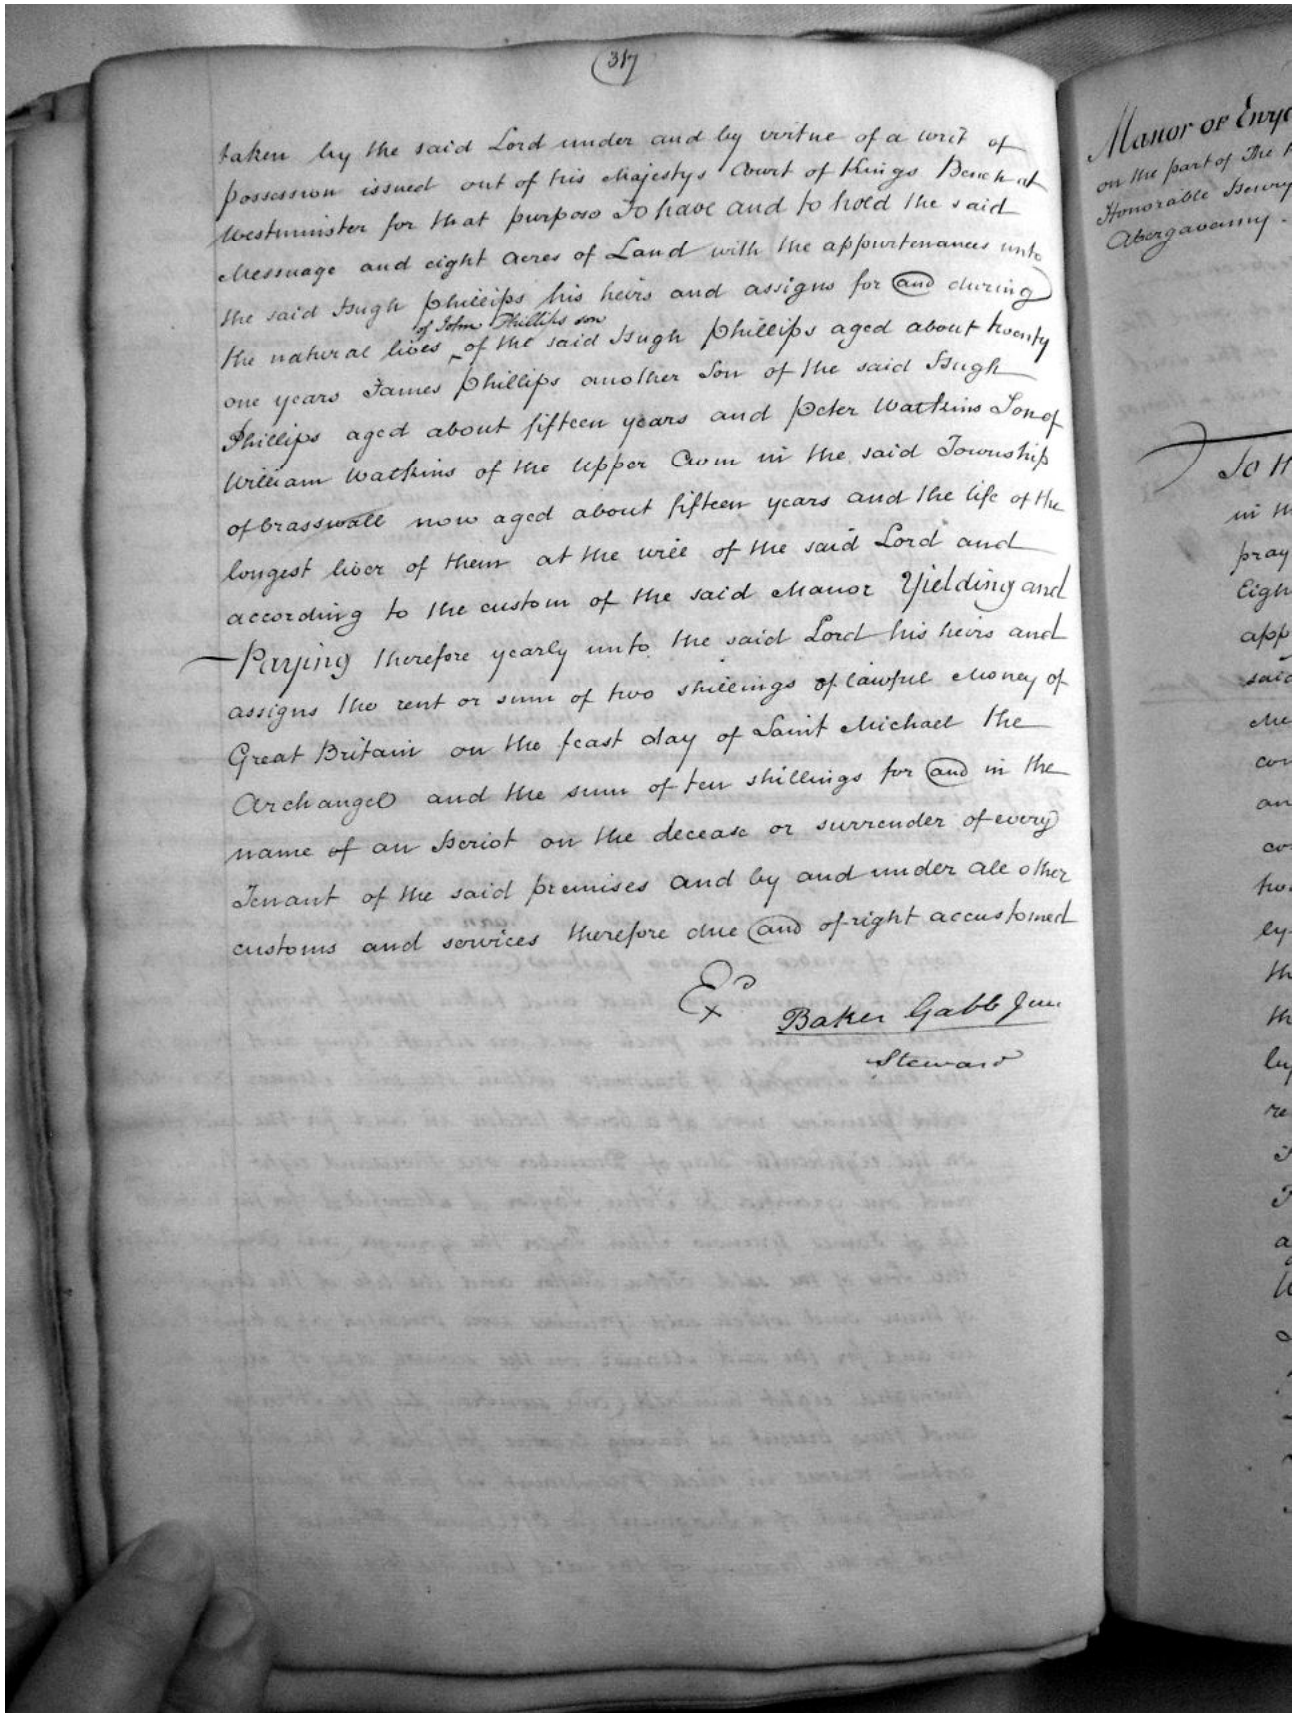 317
taken by the said Lord under and by virtue of a writ of
possession issued out of his Majestys Court of Kings Bench at
Westminster for that purpose To have and to hold the said
Messuage and eight acres of Land with the appurtenances unto
the said Hugh Phillips his heirs and assigns for and during
of John Phillips son
the natural lives ‸ of the said Hugh Phillips aged about twenty
one years James Phillips another Son of the said Hugh
Phillips aged about fifteen years and Peter Watkins Son of
William Watkins of the Upper Crom in the said Township
of Crasswall now aged about fifteen years and the life of the
longest liver of them at the will of the said Lord and
according to the custom of the said Manor Yielding and
Paying therefore yearly unto the said Lord his heirs and
assigns the rent or sum of two shillings of lawful Money of
Great Britain on the feast day of Saint Michael the
Archangel and the sum of ten shillings for and in the
name of an Heriot on the decease or surrender of every
Tenant of the said premises and by and under all other
customs and services therefore due and of right accustomed
Exd
Baker Gabb Junr
Steward
Manor of
on the part of The
Honorable Henry
Abergavenny.
To
in
pray
app
said